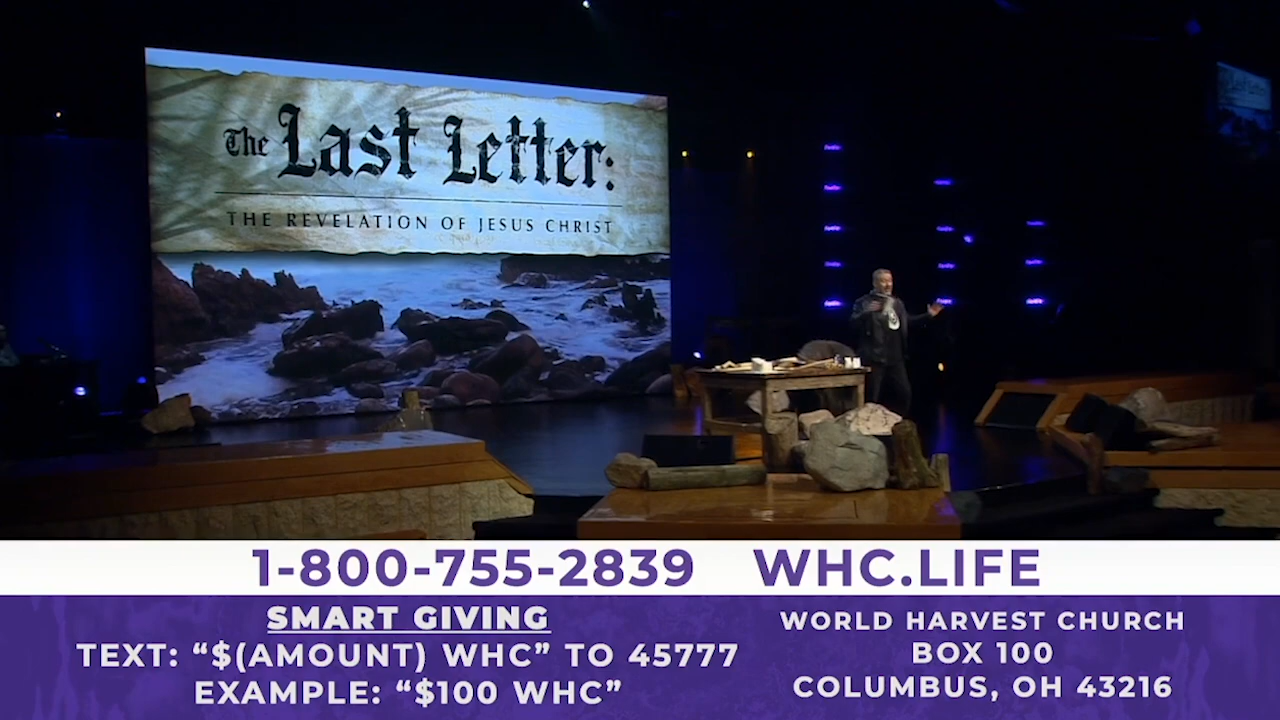 The Last Letter:
THE REVELATION OF JESUS CHRIST
1-800-755-2839 WHC.LIFE
SMART GIVING
TEXT: “$(AMOUNT) WHC” TO 45777
EXAMPLE: “$100 WHC”
WORLD HARVEST CHURCH
BOX 100
COLUMBUS, OH 43216